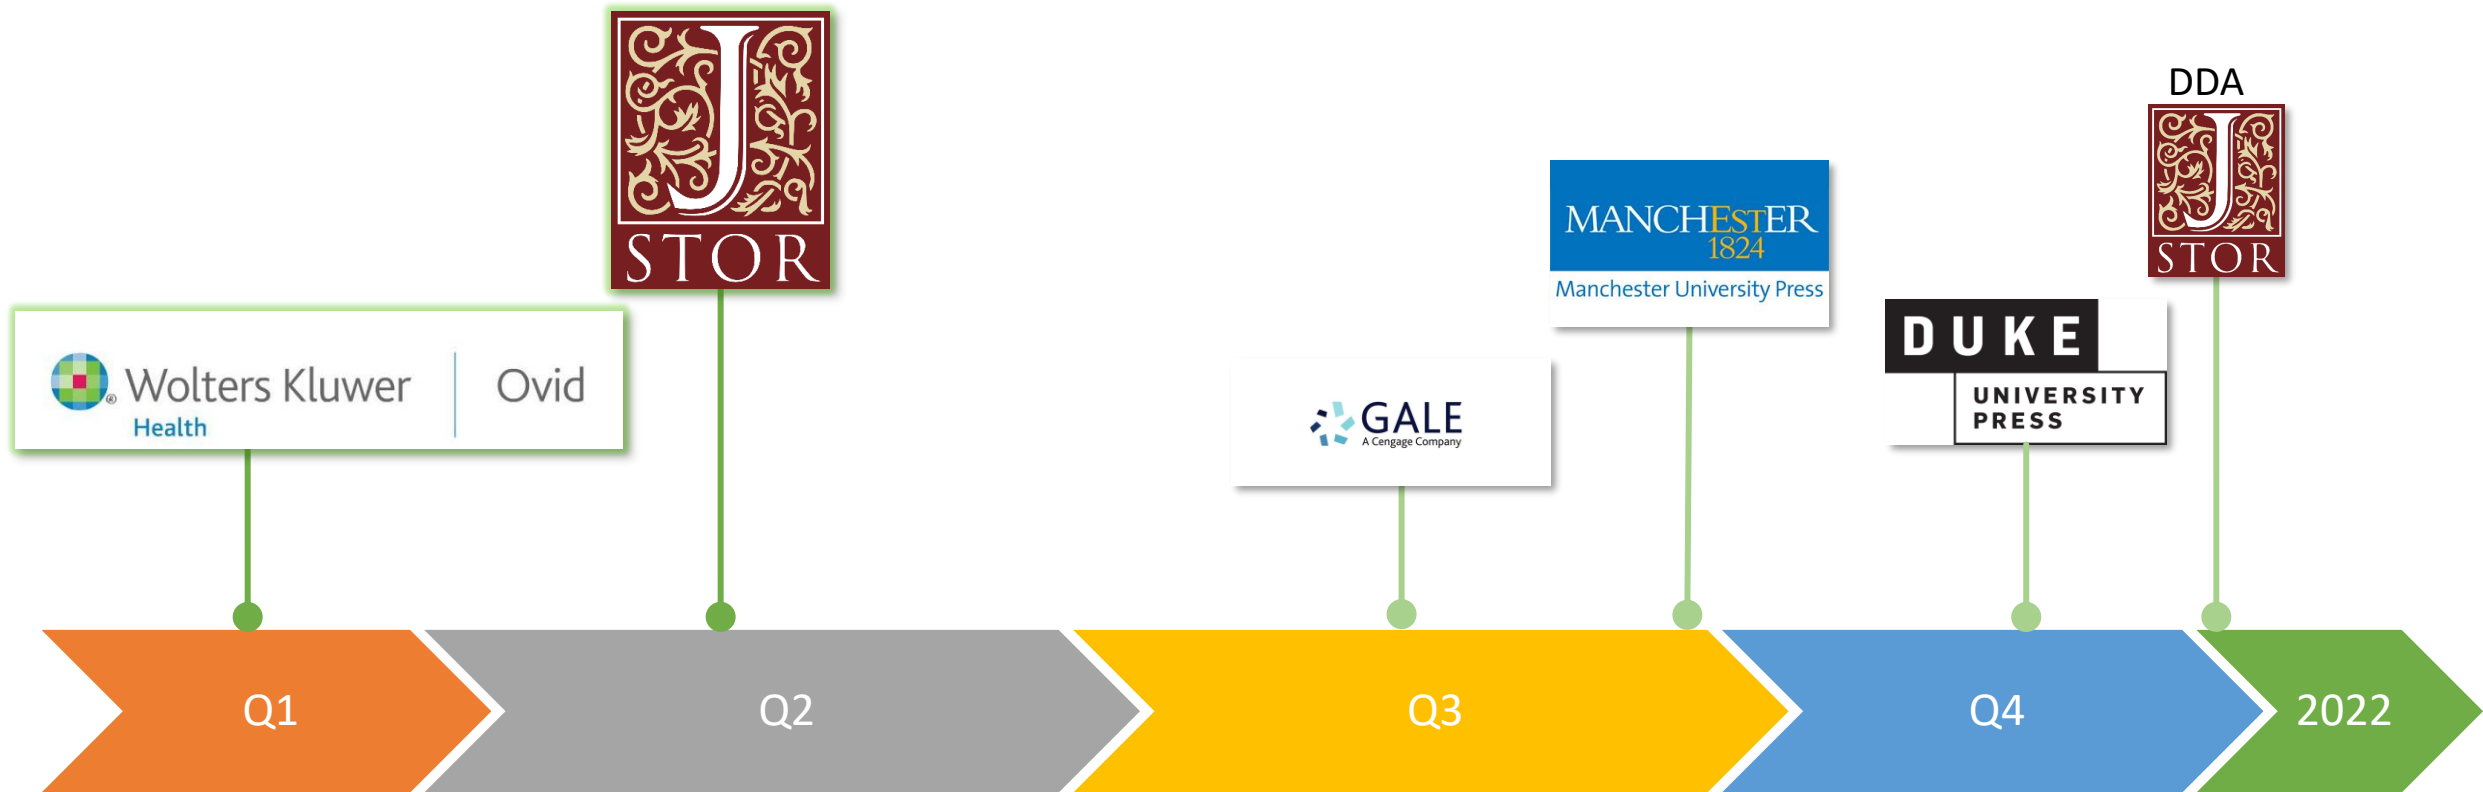 J
STOR
DDA
J
STOR
MANCHESTER
1824
Manchester University Press
Wolters Kluwer
Health
Ovid
®
GALE
A Cengage Company
DUKE
UNIVERSITY
PRESS
Q1
Q2
Q3
Q4
2022